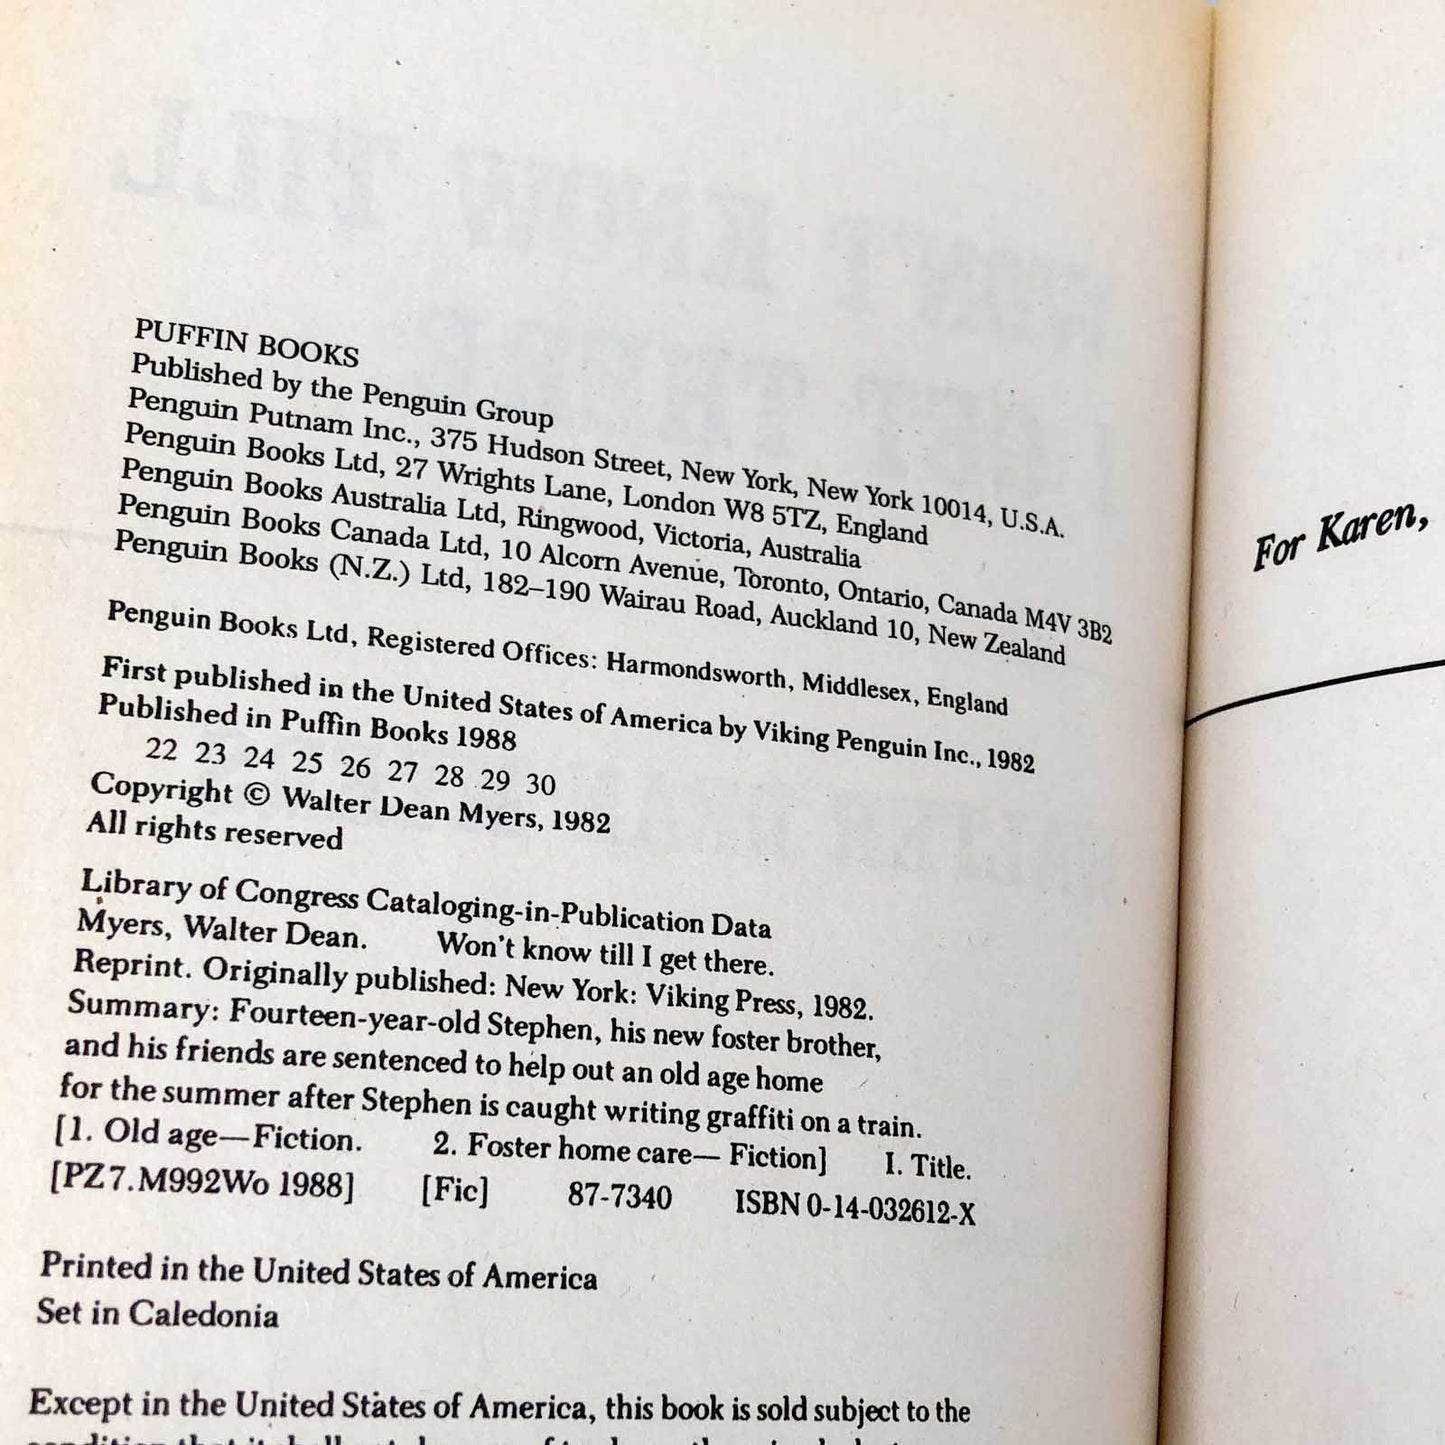 PUFFIN BOOKS
Published by the Penguin Group
Penguin Putnam Inc., 375 Hudson Street, New York, New York 10014, U.S.A.
Penguin Books Ltd, 27 Wrights Lane, London W8 5TZ, England
Penguin Books Australia Ltd, Ringwood, Victoria, Australia
Penguin Books Canada Ltd, 10 Alcorn Avenue, Toronto, Ontario, Canada M4V 3B2
Penguin Books (N.Z.) Ltd, 182–190 Wairau Road, Auckland 10, New Zealand
Penguin Books Ltd, Registered Offices: Harmondsworth, Middlesex, England
First published in the United States of America by Viking Penguin Inc., 1982
Published in Puffin Books 1988
22 23 24 25 26 27 28 29 30
Copyright © Walter Dean Myers, 1982
All rights reserved
Library of Congress Cataloging-in-Publication Data
Myers, Walter Dean. Won't know till I get there.
Reprint. Originally published: New York: Viking Press, 1982.
Summary: Fourteen-year-old Stephen, his new foster brother,
and his friends are sentenced to help out an old age home
for the summer after Stephen is caught writing graffiti on a train.
[1. Old age—Fiction. 2. Foster home care— Fiction] I. Title.
[PZ7.M992Wo 1988] [Fic] 87-7340 ISBN 0-14-032612-X
Printed in the United States of America
Set in Caledonia
Except in the United States of America, this book is sold subject to the
For Karen,